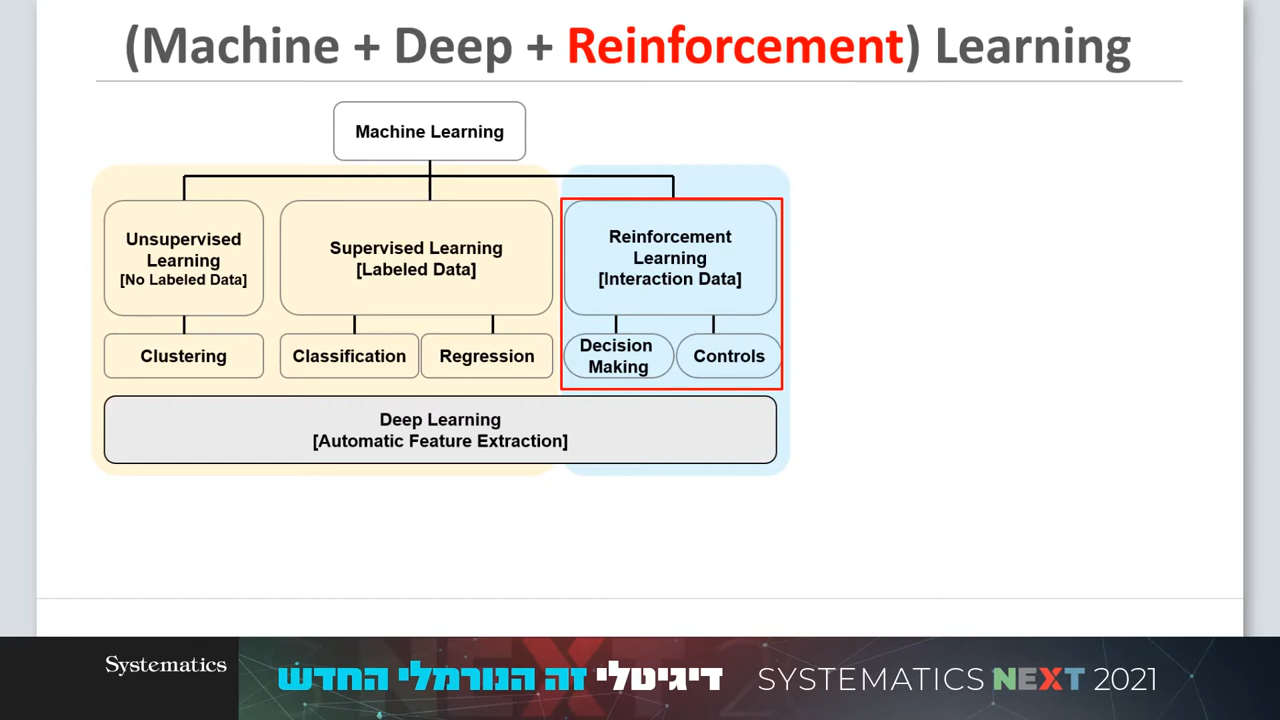 (Machine + Deep + Reinforcement) Learning
Machine Learning
Unsupervised
Learning
[No Labeled Data]
Supervised Learning
[Labeled Data]
Reinforcement
Learning
[Interaction Data]
Clustering
Classification
Regression
Decision
Making
Controls
Deep Learning
[Automatic Feature Extraction]
Systematics
דיגיטלי זה הנורמלי החדש
SYSTEMATICS NEXT 2021